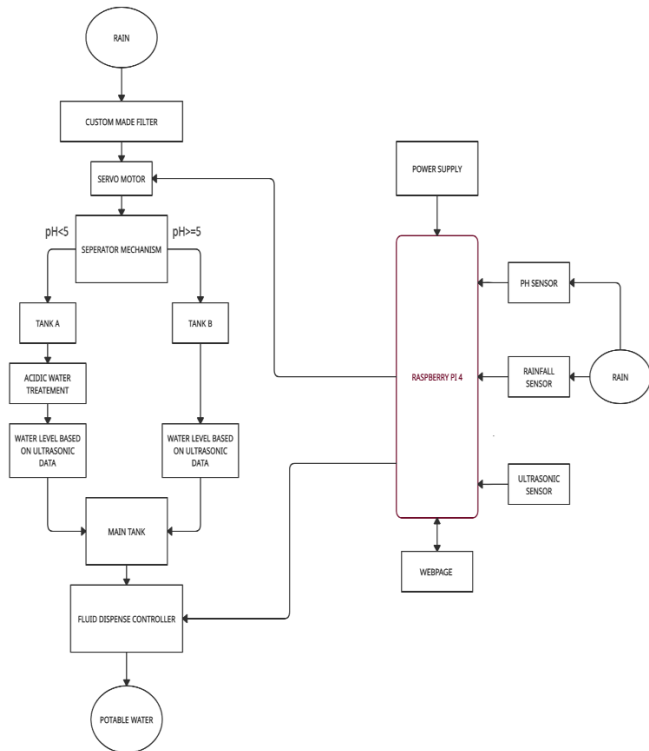 RAIN
CUSTOM MADE FILTER
SERVO MOTOR
pH<5
pH>=5
SEPERATOR MECHANISM
TANK A
TANK B
ACIDIC WATER
TREATEMENT
WATER LEVEL BASED
ON ULTRASONIC
DATA
WATER LEVEL BASED
ON ULTRASONIC
DATA
MAIN TANK
FLUID DISPENSE CONTROLLER
POTABLE WATER
POWER SUPPLY
RASPBERRY PI 4
PH SENSOR
RAINFALL
SENSOR
RAIN
ULTRASONIC
SENSOR
WEBPAGE